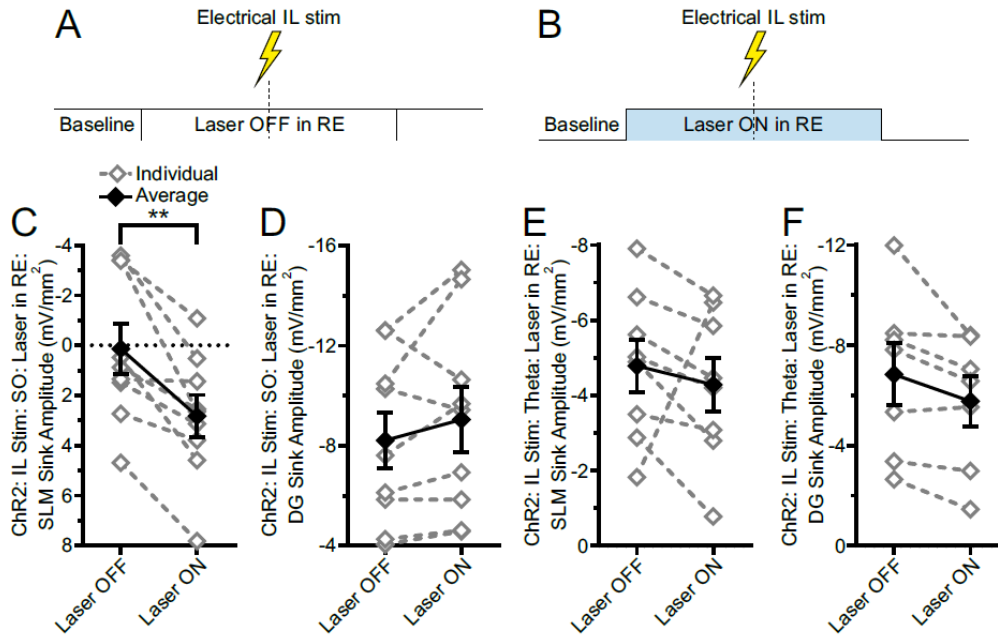 A
Electrical IL stim
Baseline
Laser OFF in RE
B
Electrical IL stim
Baseline
Laser ON in RE
Individual
Average
C
ChR2: IL Stim: SO: Laser in RE:
SLM Sink Amplitude (mV/mm²)
-4
-2
0
2
4
6
8
**
Laser OFF
Laser ON
D
ChR2: IL Stim: SO: Laser in RE:
DG Sink Amplitude (mV/mm²)
-16
-12
-8
-4
Laser OFF
Laser ON
E
ChR2: IL Stim: Theta: Laser in RE:
SLM Sink Amplitude (mV/mm²)
-8
-6
-4
-2
0
Laser OFF
Laser ON
F
ChR2: IL Stim: Theta: Laser in RE:
DG Sink Amplitude (mV/mm²)
-12
-8
-4
0
Laser OFF
Laser ON